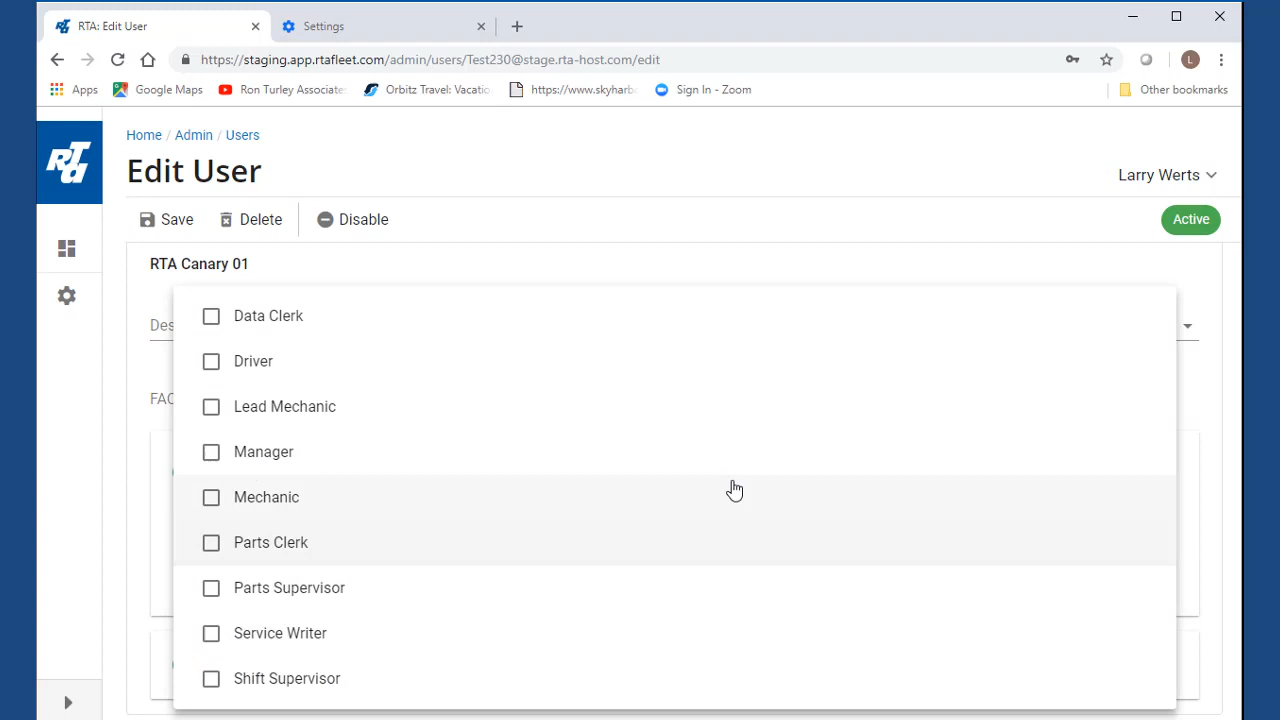 RTA: Edit User
Settings
https://staging.app.rtafleet.com/admin/users/Test230@stage.rta-host.com/edit
L
Apps
Google Maps
Ron Turley Associates
Orbitz Travel: Vacatio
https://www.skyharb
Sign In - Zoom
Other bookmarks
RTA
Home / Admin / Users
Edit User
Larry Werts
Save
Delete
Disable
Active
RTA Canary 01
Des
FAC
Data Clerk
Driver
Lead Mechanic
Manager
Mechanic
Parts Clerk
Parts Supervisor
Service Writer
Shift Supervisor